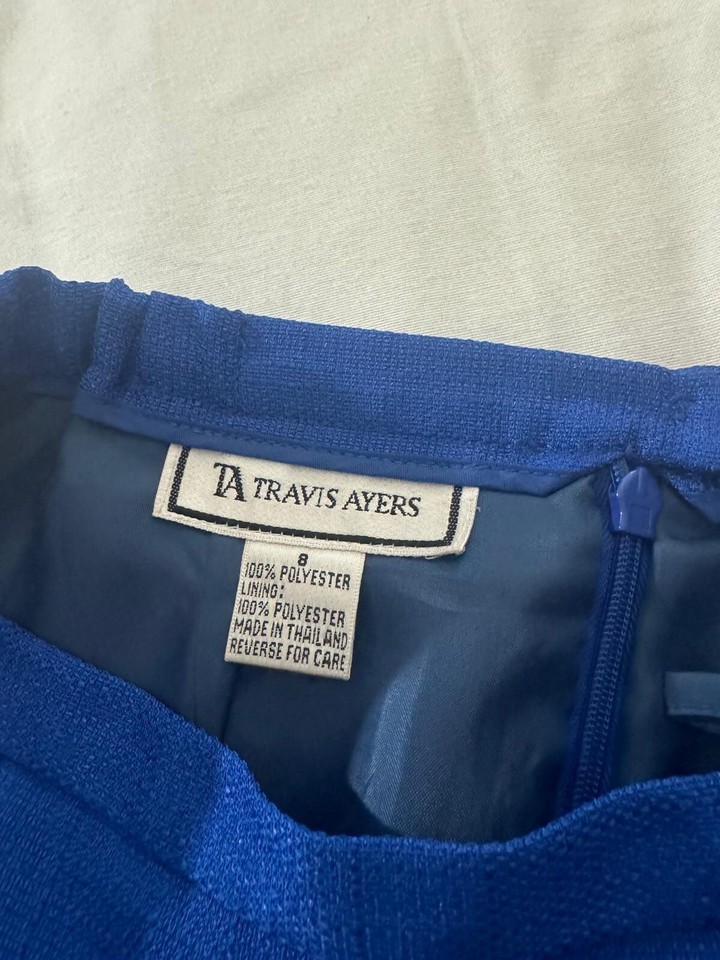 TA TRAVIS AYERS
8
100% POLYESTER
LINING:
100% POLYESTER
MADE IN THAILAND
REVERSE FOR CARE